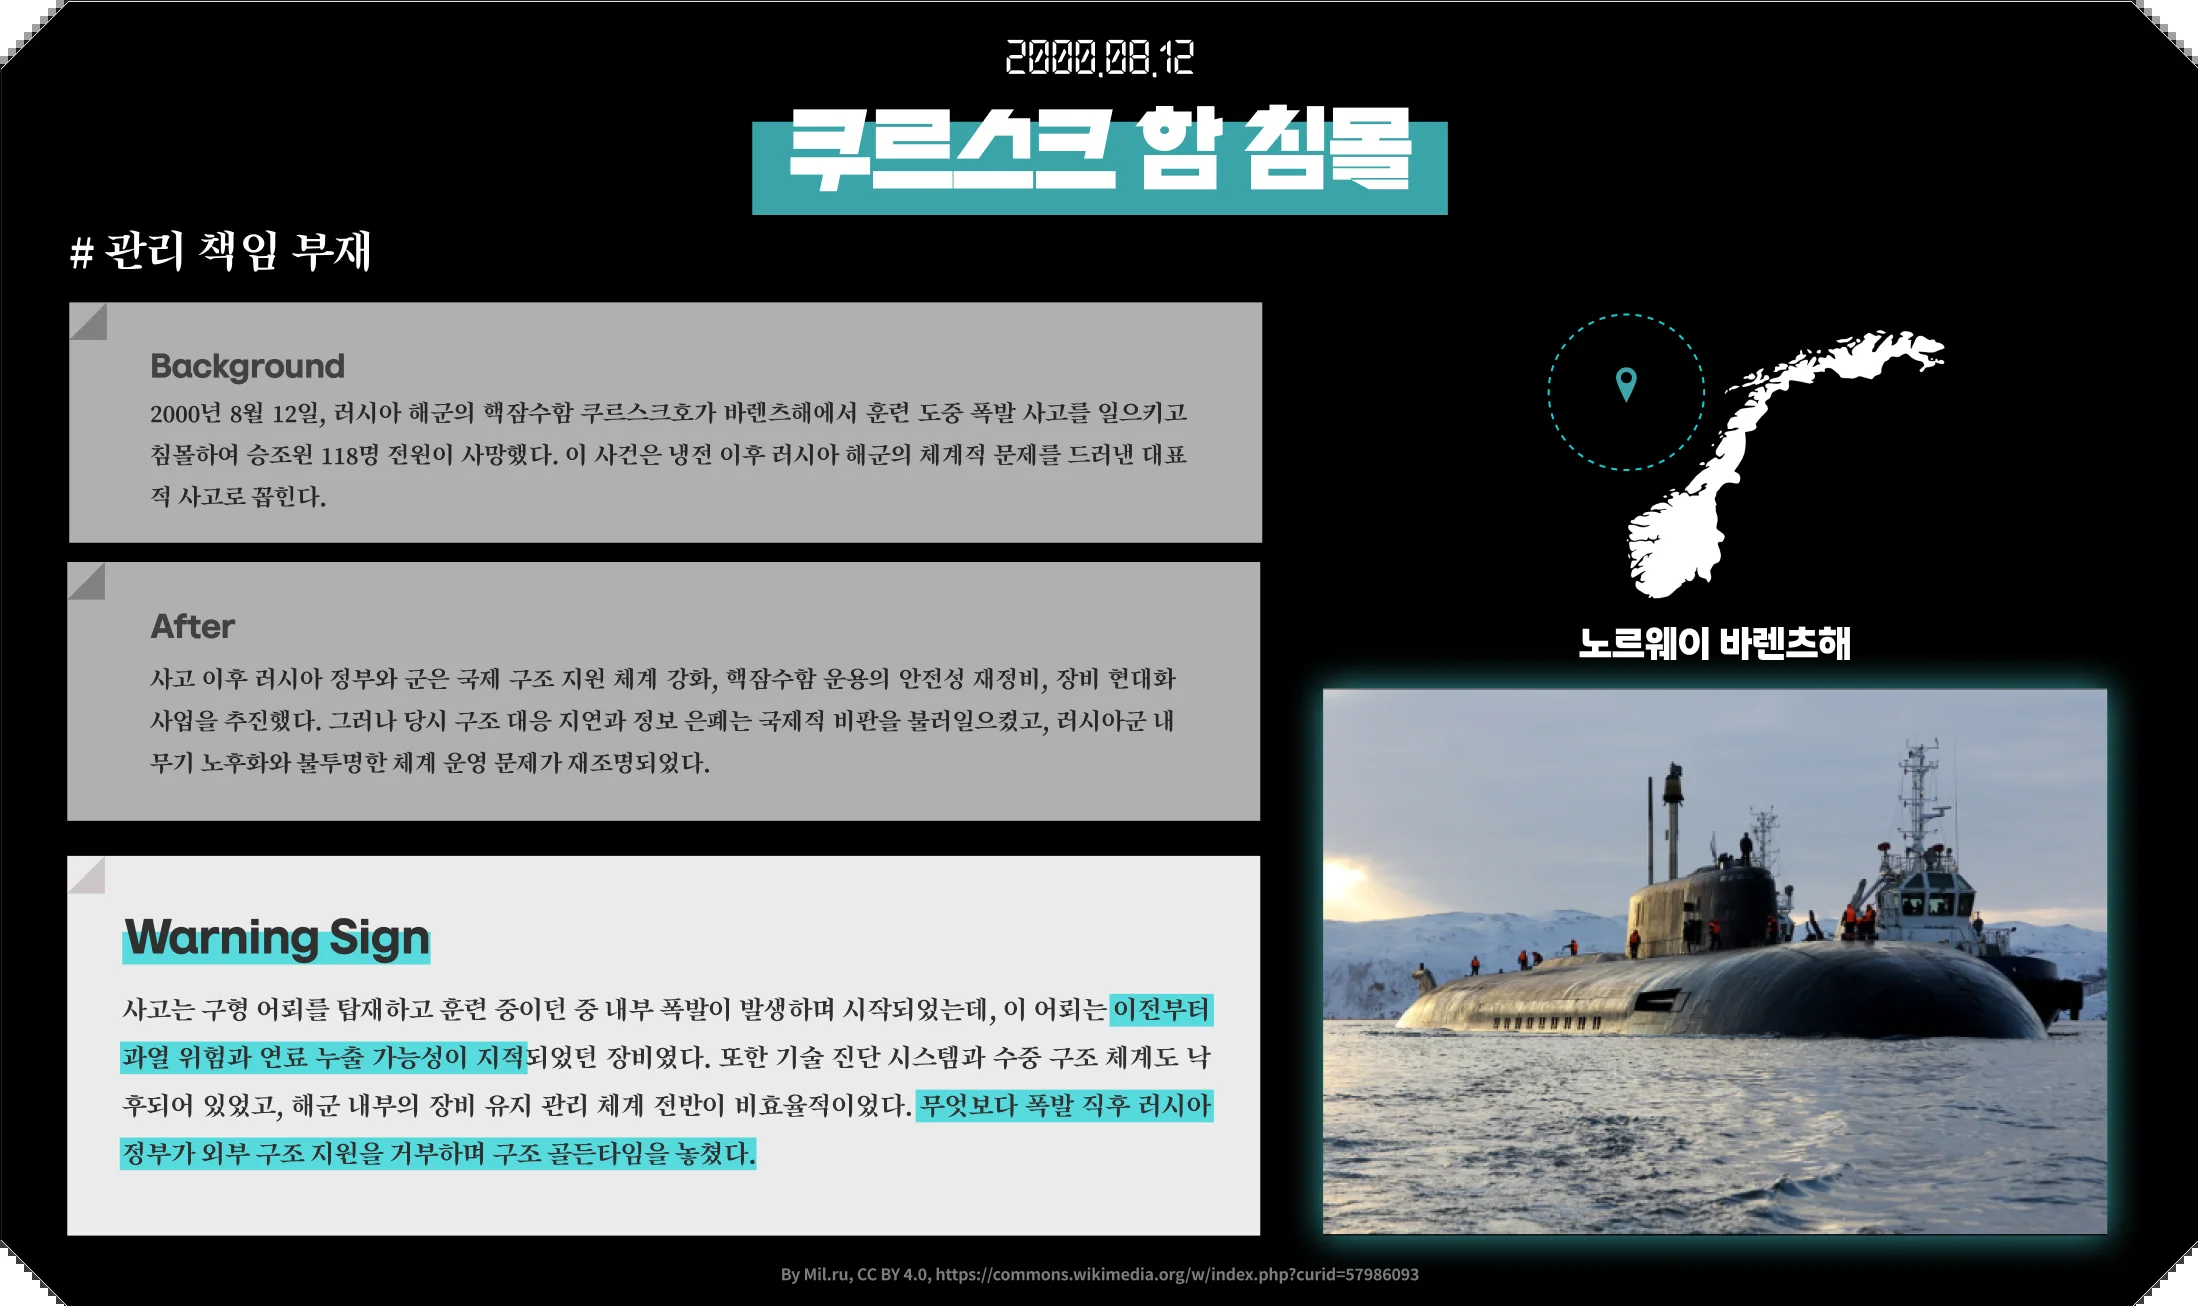 2000.08.12
쿠르스크 함 침몰
# 관리 책임 부재
Background
2000년 8월 12일, 러시아 해군의 핵잠수함 쿠르스크호가 바렌츠해에서 훈련 도중 폭발 사고를 일으키고
침몰하여 승조원 118명 전원이 사망했다. 이 사건은 냉전 이후 러시아 해군의 체계적 문제를 드러낸 대표
적 사고로 꼽힌다.
After
사고 이후 러시아 정부와 군은 국제 구조 지원 체계 강화, 핵잠수함 운용의 안전성 재정비, 장비 현대화
사업을 추진했다. 그러나 당시 구조 대응 지연과 정보 은폐는 국제적 비판을 불러일으켰고, 러시아군 내
무기 노후화와 불투명한 체계 운영 문제가 재조명되었다.
Warning Sign
사고는 구형 어뢰를 탑재하고 훈련 중이던 중 내부 폭발이 발생하며 시작되었는데, 이 어뢰는 이전부터
과열 위험과 연료 누출 가능성이 지적되었던 장비였다. 또한 기술 진단 시스템과 수중 구조 체계도 낙
후되어 있었고, 해군 내부의 장비 유지 관리 체계 전반이 비효율적이었다. 무엇보다 폭발 직후 러시아
정부가 외부 구조 지원을 거부하며 구조 골든타임을 놓쳤다.
노르웨이 바렌츠해
By Mil.ru, CC BY 4.0, https://commons.wikimedia.org/w/index.php?curid=57986093